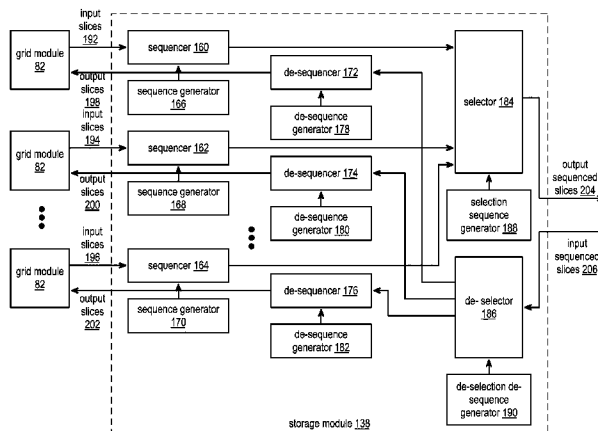 input
slices
192
grid module
82
sequencer 160
output
slices
198
sequence generator
166
de-sequencer 172
de-sequence
generator 178
selector
184
input
slices
194
grid module
82
sequencer 162
output
slices
200
sequence generator
168
de-sequencer 174
de-sequence
generator 180
selection
sequence
generator 188
output
sequenced
slices 204
input
sequenced
slices 206
input
slices
196
grid module
82
sequencer 164
output
slices
202
sequence generator
170
de-sequencer 176
de-sequence
generator 182
de- selector
186
de-selection de-
sequence
generator 190
storage module 138